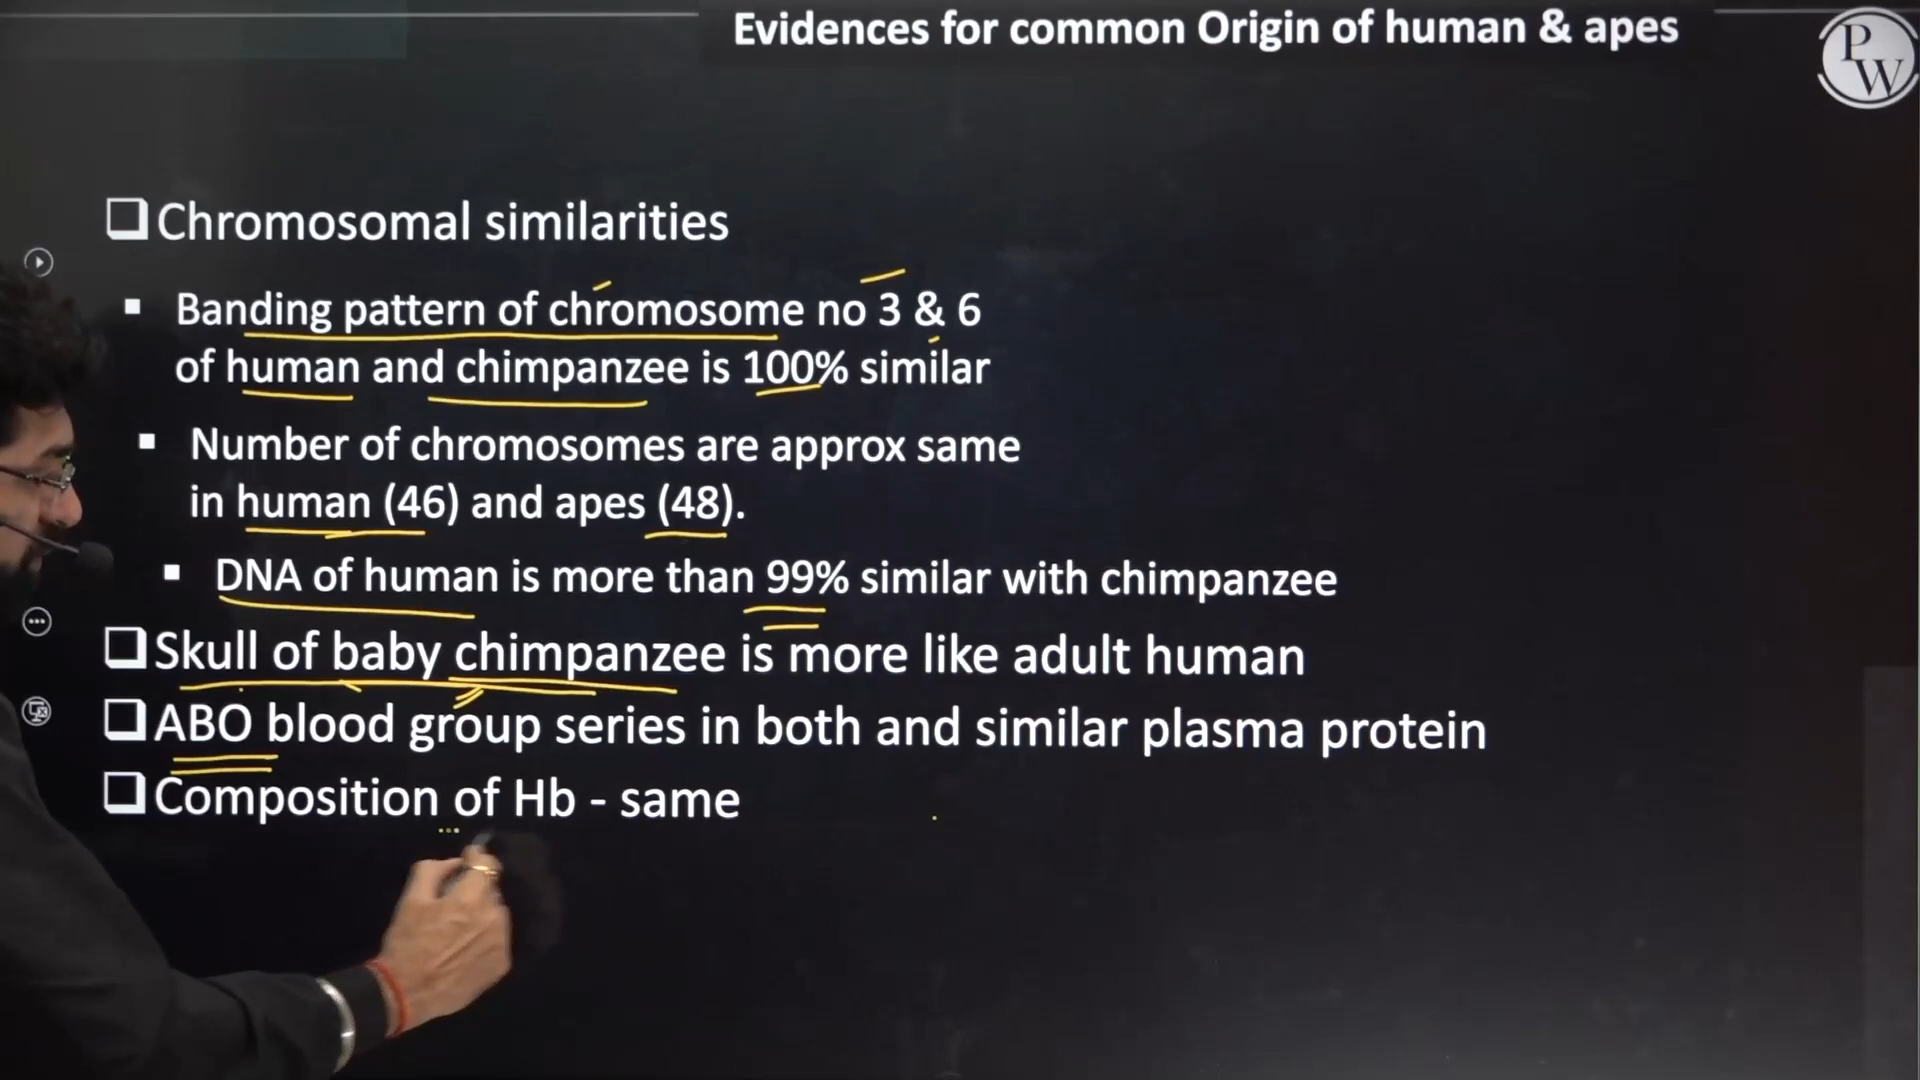 Evidences for common Origin of human & apes
PW
Chromosomal similarities
Banding pattern of chromosome no 3 & 6
of human and chimpanzee is 100% similar
Number of chromosomes are approx same
in human (46) and apes (48).
DNA of human is more than 99% similar with chimpanzee
Skull of baby chimpanzee is more like adult human
ABO blood group series in both and similar plasma protein
Composition of Hb - same